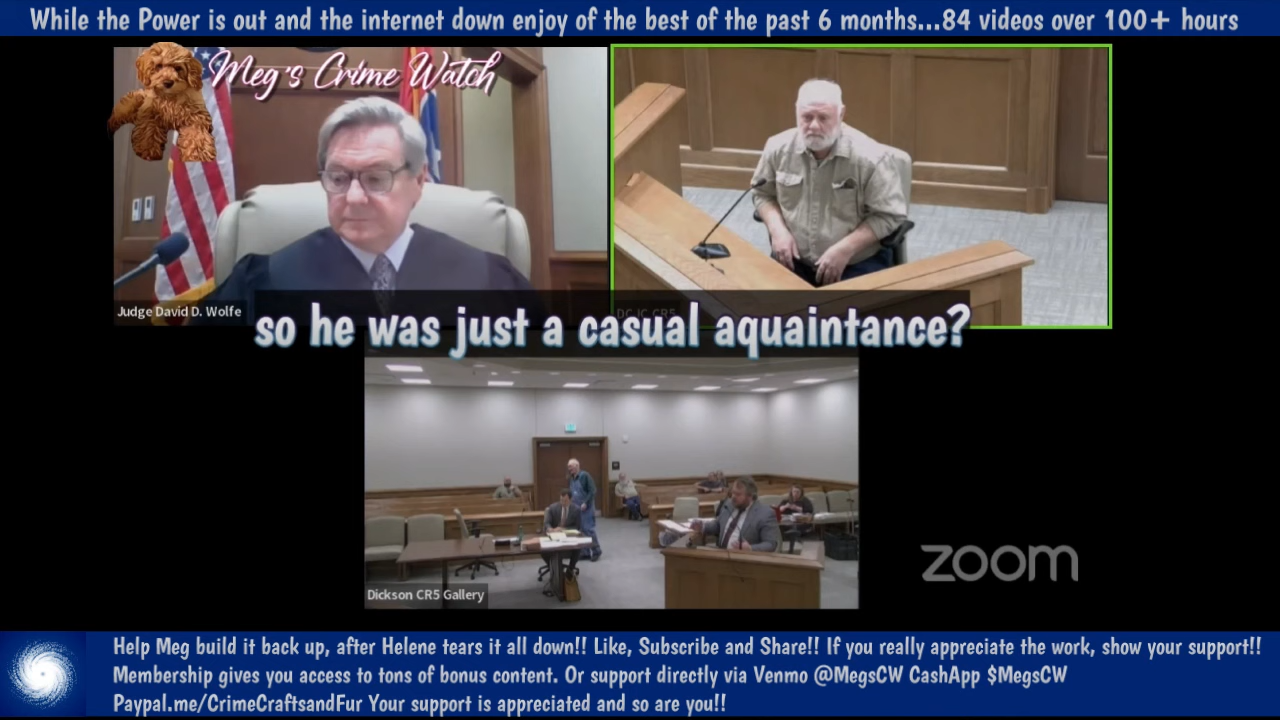 While the Power is out and the internet down enjoy of the best of the past 6 months...84 videos over 100+ hours
Meg's Crime Watch
Judge David D. Wolfe
DC JC CR5
so he was just a casual aquaintance?
Dickson CR5 Gallery
zoom
Help Meg build it back up, after Helene tears it all down!! Like, Subscribe and Share!! If you really appreciate the work, show your support!!
Membership gives you access to tons of bonus content. Or support directly via Venmo @MegsCW CashApp $MegsCW
Paypal.me/CrimeCraftsandFur Your support is appreciated and so are you!!